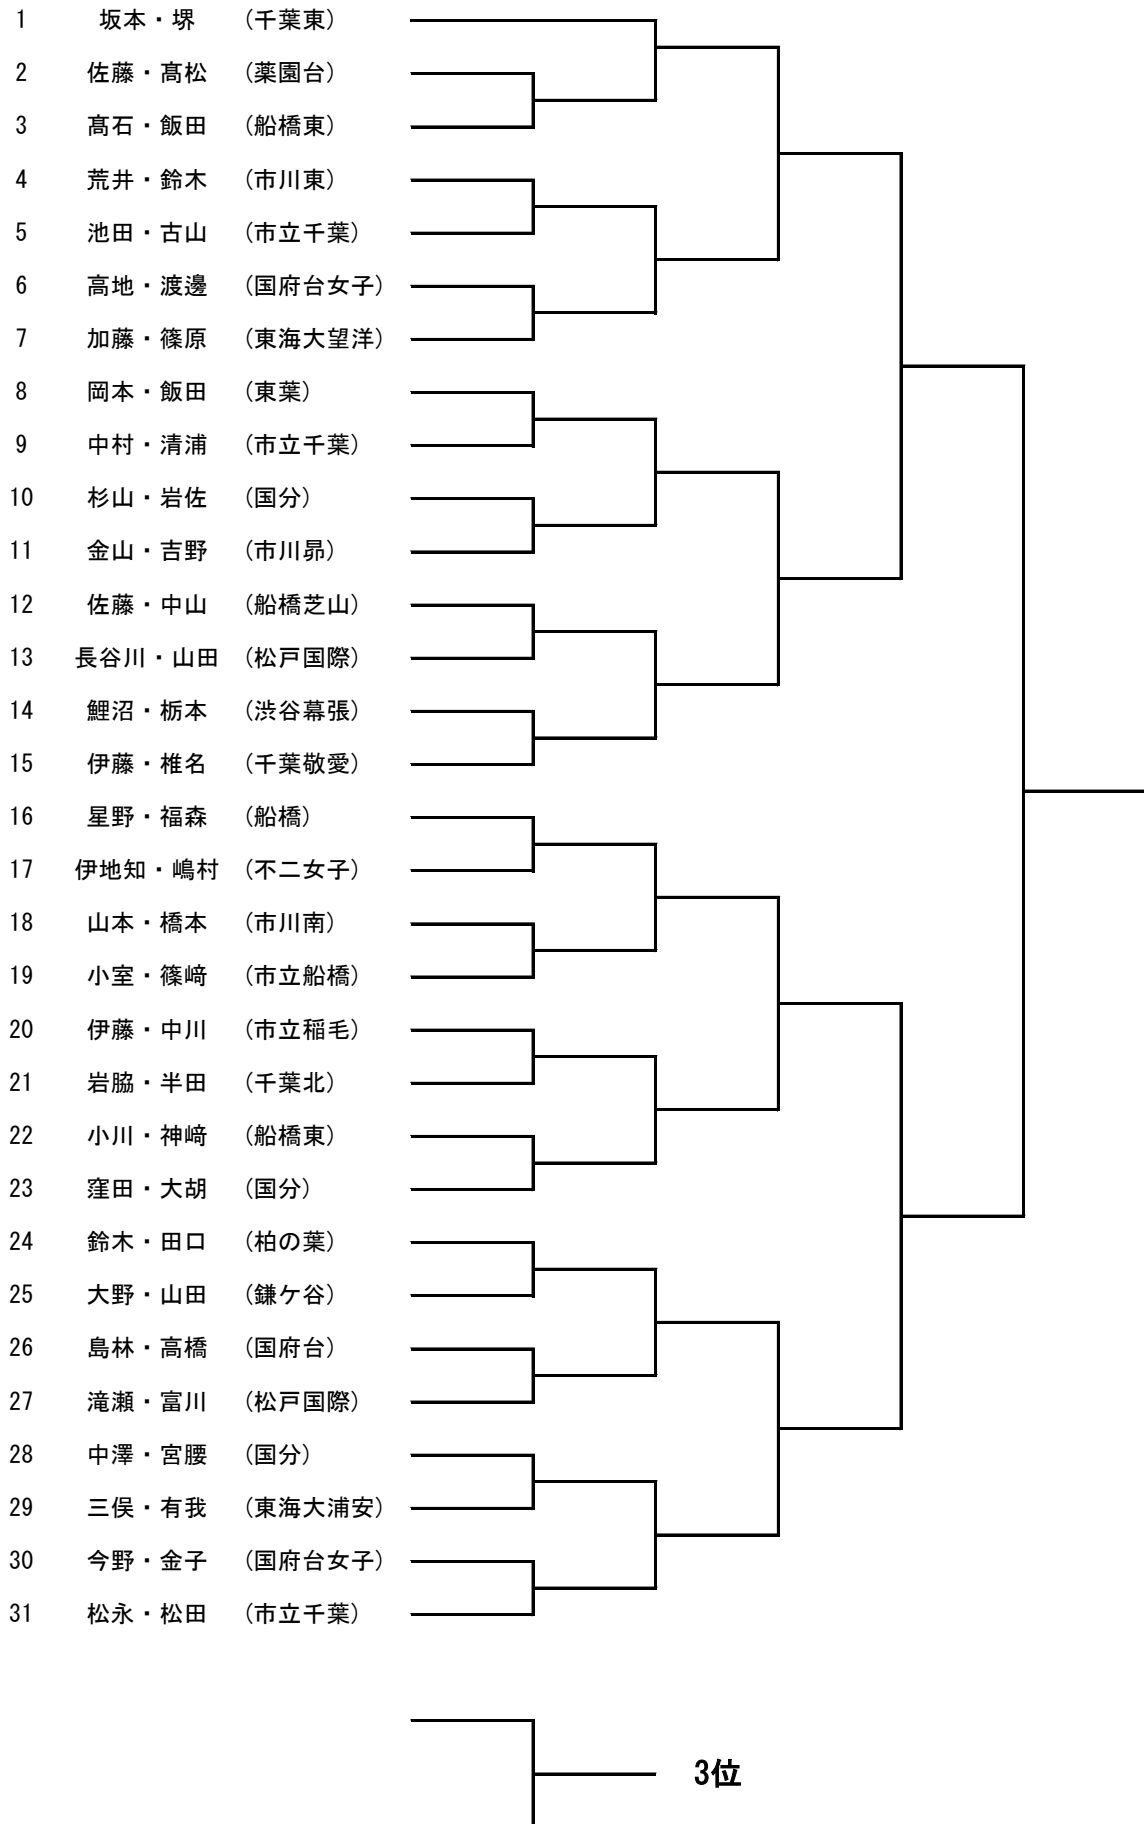 1 坂本・堺 (千葉東)
2 佐藤・髙松 (薬園台)
3 髙石・飯田 (船橋東)
4 荒井・鈴木 (市川東)
5 池田・古山 (市立千葉)
6 高地・渡邊 (国府台女子)
7 加藤・篠原 (東海大望洋)
8 岡本・飯田 (東葉)
9 中村・清浦 (市立千葉)
10 杉山・岩佐 (国分)
11 金山・吉野 (市川昴)
12 佐藤・中山 (船橋芝山)
13 長谷川・山田 (松戸国際)
14 鯉沼・栃本 (渋谷幕張)
15 伊藤・椎名 (千葉敬愛)
16 星野・福森 (船橋)
17 伊地知・嶋村 (不二女子)
18 山本・橋本 (市川南)
19 小室・篠﨑 (市立船橋)
20 伊藤・中川 (市立稲毛)
21 岩脇・半田 (千葉北)
22 小川・神﨑 (船橋東)
23 窪田・大胡 (国分)
24 鈴木・田口 (柏の葉)
25 大野・山田 (鎌ケ谷)
26 島林・高橋 (国府台)
27 滝瀬・富川 (松戸国際)
28 中澤・宮腰 (国分)
29 三俣・有我 (東海大浦安)
30 今野・金子 (国府台女子)
31 松永・松田 (市立千葉)
3位